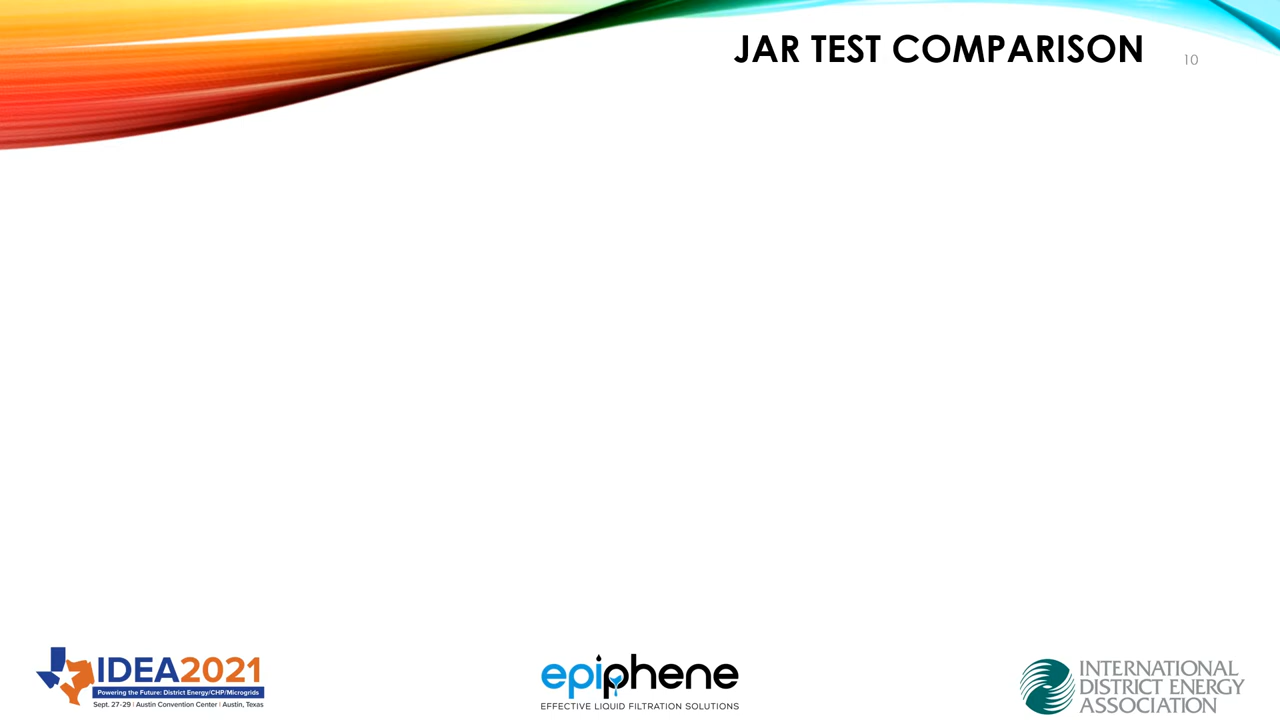 JAR TEST COMPARISON
10
IDEA2021
Powering the Future: District Energy/CHP/Microgrids
Sept. 27-29 | Austin Convention Center | Austin, Texas
epiphene
EFFECTIVE LIQUID FILTRATION SOLUTIONS
INTERNATIONAL
DISTRICT ENERGY
ASSOCIATION